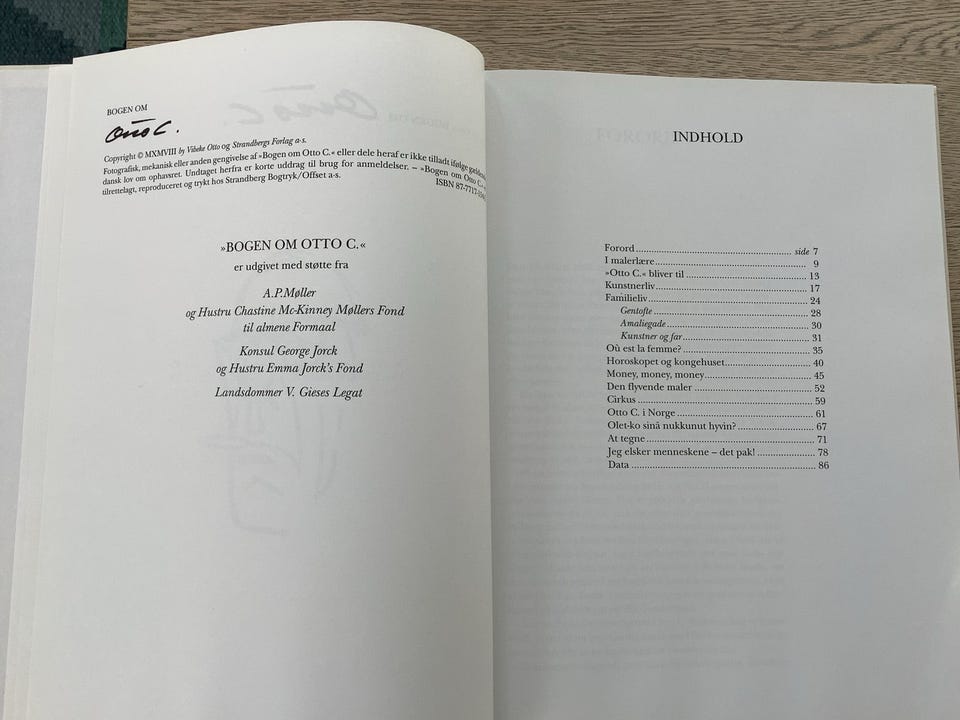 BOGEN OM
Otto C.
Copyright © MXMVIII by Vibeke Otto og Strandbergs Forlag a-s.
Fotografisk, mekanisk eller anden gengivelse af »Bogen om Otto C.« eller dele heraf er ikke tilladt ifølge
dansk lov om ophavsret. Undtaget herfra er korte uddrag til brug for anmeldelser. – »Bogen om Otto C.«
tilrettelagt, reproduceret og trykt hos Strandberg Bogtryk/Offset a-s.
ISBN 87-7717-
»BOGEN OM OTTO C.«
er udgivet med støtte fra
A.P.Møller
og Hustru Chastine Mc-Kinney Møllers Fond
til almene Formaal
Konsul George Jorck
og Hustru Emma Jorck's Fond
Landsdommer V. Gieses Legat
INDHOLD
Forord ........ side 7
I malerlære ........ 9
»Otto C.« bliver til ........ 13
Kunstnerliv ........ 17
Familieliv ........ 24
Gentofte ........ 28
Amaliegade ........ 30
Kunstner og far ........ 31
Où est la femme? ........ 35
Horoskopet og kongehuset ........ 40
Money, money, money ........ 45
Den flyvende maler ........ 52
Cirkus ........ 59
Otto C. i Norge ........ 61
Olet-ko sinä nukkunut hyvin? ........ 67
At tegne ........ 71
Jeg elsker menneskene – det pak! ........ 78
Data ........ 86